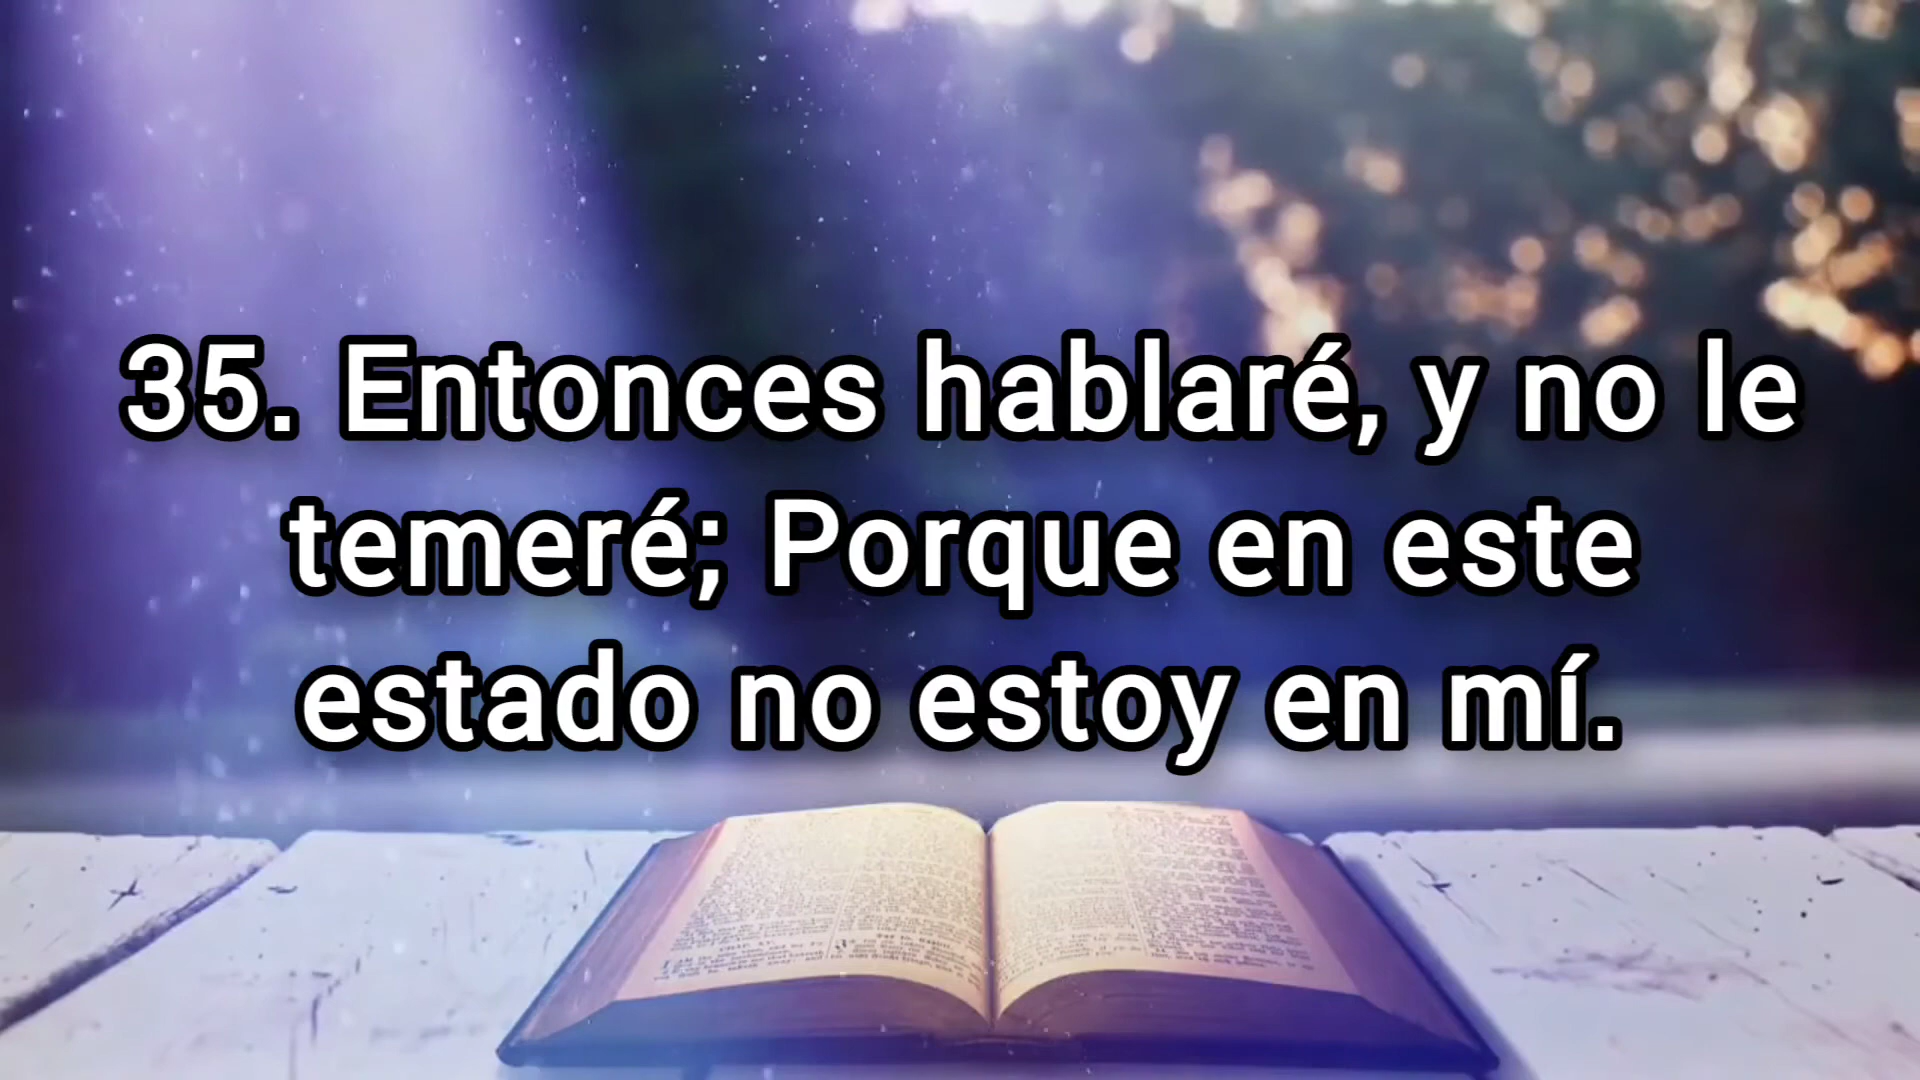 35. Entonces hablaré, y no le
temeré; Porque en este
estado no estoy en mí.